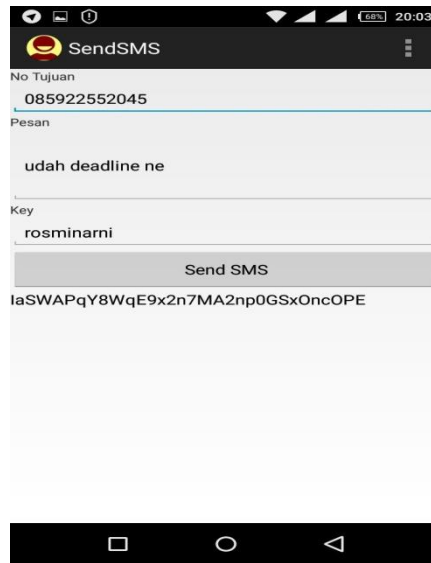 68% 20:03
SendSMS
No Tujuan
085922552045
Pesan
udah deadline ne
Key
rosminarni
Send SMS
IaSWAPqY8WqE9x2n7MA2np0GSxOncOPE